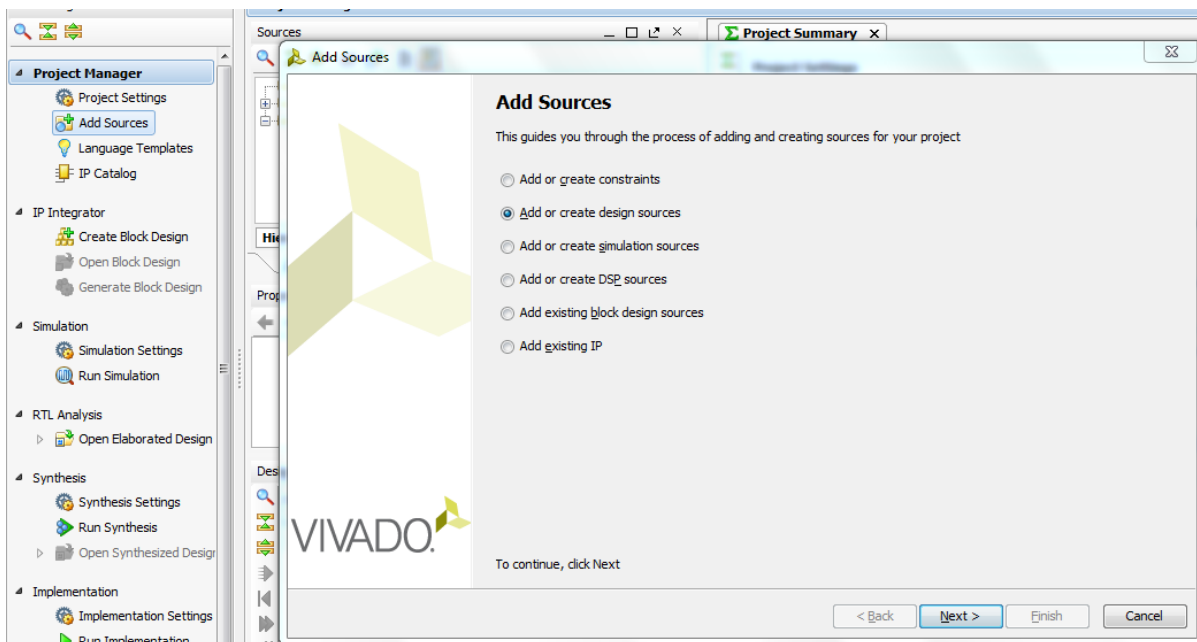 Sources
Project Summary
Add Sources
Project Manager
Project Settings
Add Sources
Language Templates
IP Catalog
IP Integrator
Create Block Design
Open Block Design
Generate Block Design
Simulation
Simulation Settings
Run Simulation
RTL Analysis
Open Elaborated Design
Synthesis
Synthesis Settings
Run Synthesis
Open Synthesized Design
Implementation
Implementation Settings
Run Implementation
Hie
Prop
Des
Add Sources
This guides you through the process of adding and creating sources for your project
Add or create constraints
Add or create design sources
Add or create simulation sources
Add or create DSP sources
Add existing block design sources
Add existing IP
VIVADO.
To continue, click Next
< Back
Next >
Finish
Cancel